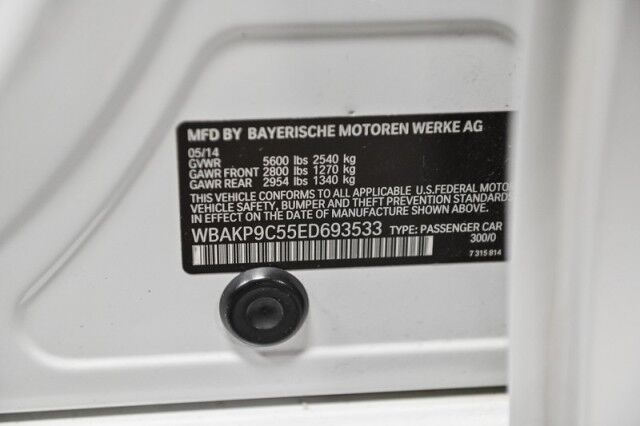 MFD BY BAYERISCHE MOTOREN WERKE AG
05/14
GVWR 5600 lbs 2540 kg
GAWR FRONT 2800 lbs 1270 kg
GAWR REAR 2954 lbs 1340 kg
THIS VEHICLE CONFORMS TO ALL APPLICABLE U.S.FEDERAL MOTO
VEHICLE SAFETY, BUMPER AND THEFT PREVENTION STANDARDS
IN EFFECT ON THE DATE OF MANUFACTURE SHOWN ABOVE.
WBAKP9C55ED693533 TYPE: PASSENGER CAR
300/0
7 315 814